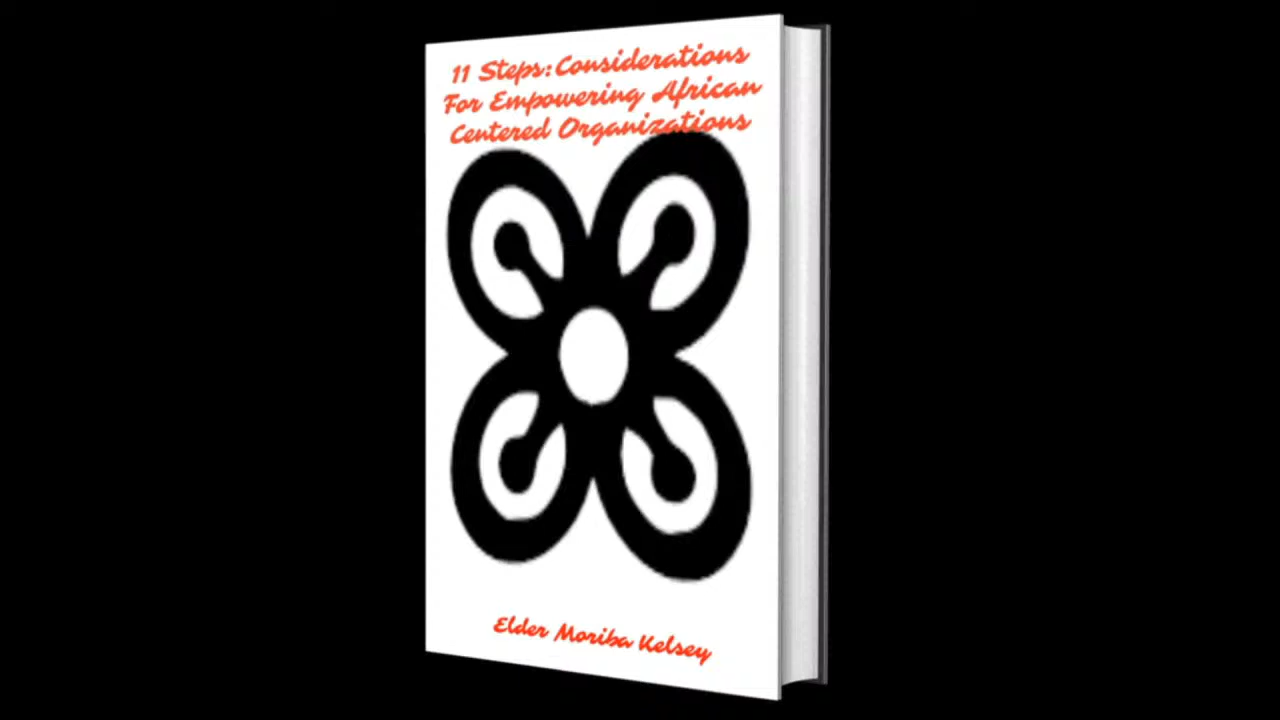 11 Steps: Considerations
For Empowering African
Centered Organizations
Elder Moriba Kelsey